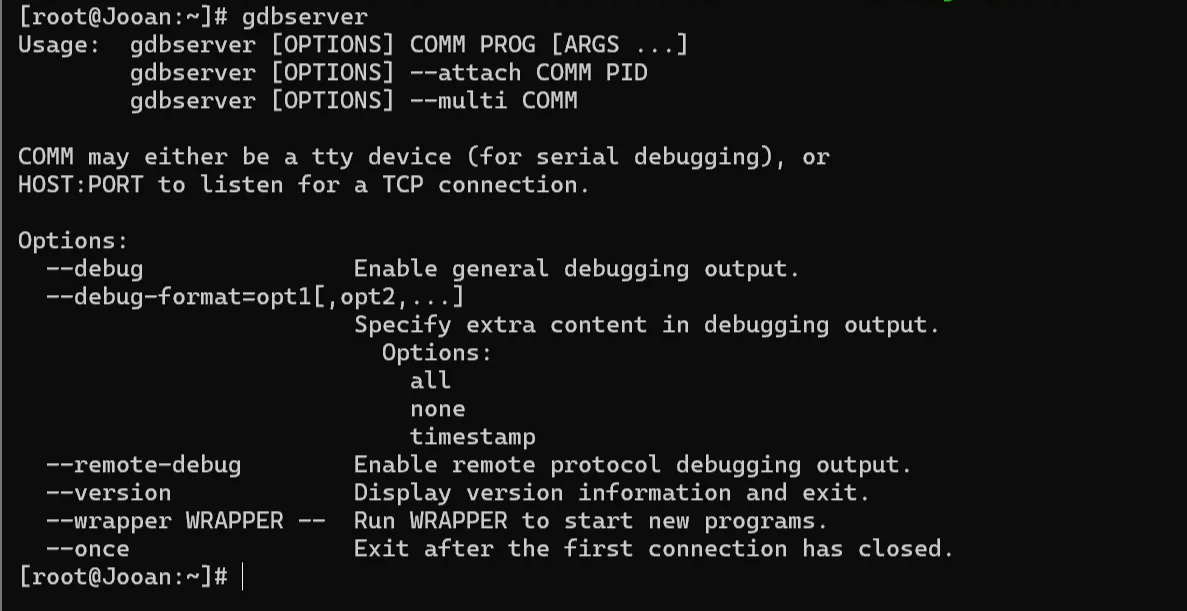 [root@Jooan:~]# gdbserver
Usage:  gdbserver [OPTIONS] COMM PROG [ARGS ...]
        gdbserver [OPTIONS] --attach COMM PID
        gdbserver [OPTIONS] --multi COMM

COMM may either be a tty device (for serial debugging), or
HOST:PORT to listen for a TCP connection.

Options:
  --debug               Enable general debugging output.
  --debug-format=opt1[,opt2,...]
                        Specify extra content in debugging output.
                          Options:
                            all
                            none
                            timestamp
  --remote-debug        Enable remote protocol debugging output.
  --version             Display version information and exit.
  --wrapper WRAPPER --  Run WRAPPER to start new programs.
  --once                Exit after the first connection has closed.
[root@Jooan:~]#